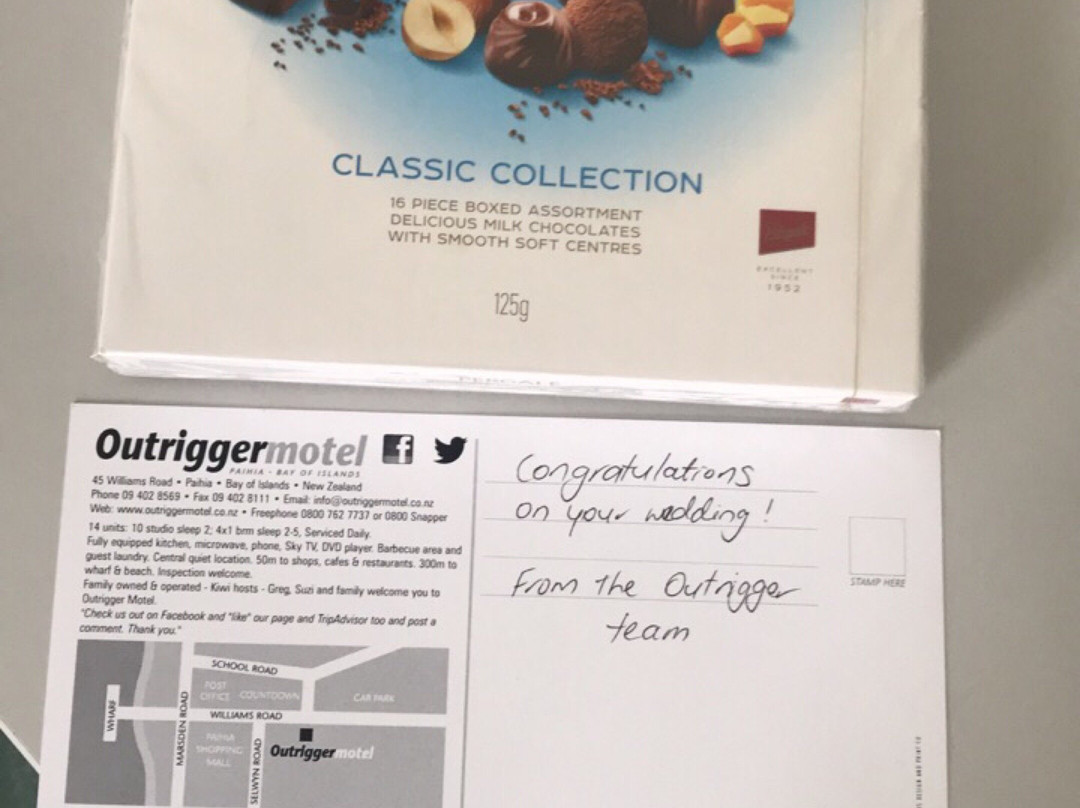 CLASSIC COLLECTION
16 PIECE BOXED ASSORTMENT
DELICIOUS MILK CHOCOLATES
WITH SMOOTH SOFT CENTRES
EXCELLENT
SINCE
1952
125g
PERGALE
Outriggermotel
PAIHIA - BAY OF ISLANDS
45 Williams Road • Paihia • Bay of Islands • New Zealand
Phone 09 402 8569 • Fax 09 402 8111 • Email: info@outriggermotel.co.nz
Web: www.outriggermotel.co.nz • Freephone 0800 762 7737 or 0800 Snapper
14 units: 10 studio sleep 2; 4x1 brm sleep 2-5, Serviced Daily.
Fully equipped kitchen, microwave, phone, Sky TV, DVD player. Barbecue area and
guest laundry. Central quiet location. 50m to shops, cafes & restaurants. 300m to
wharf & beach. Inspection welcome.
Family owned & operated - Kiwi hosts - Greg, Suzi and family welcome you to
Outrigger Motel.
"Check us out on Facebook and "like" our page and TripAdvisor too and post a
comment. Thank you."
SCHOOL ROAD
POST
OFFICE
COUNTDOWN
CAR PARK
WHARF
MARSDEN ROAD
WILLIAMS ROAD
PAIHIA
SHOPPING
MALL
SELWYN ROAD
Outriggermotel
Congratulations
on your wedding!
From the Outrigger
team
STAMP HERE